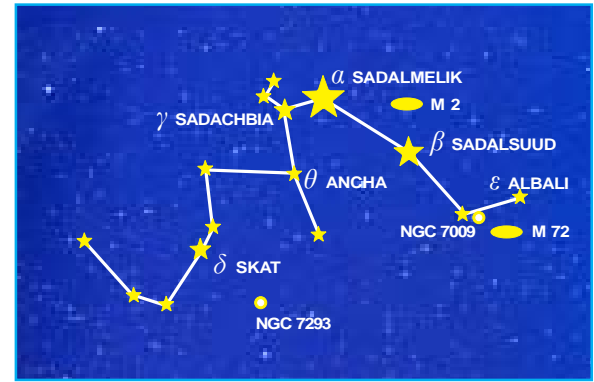 α SADALMELIK
M 2
γ SADACHBIA
β SADALSUUD
θ ANCHA
ε ALBALI
NGC 7009
M 72
δ SKAT
NGC 7293